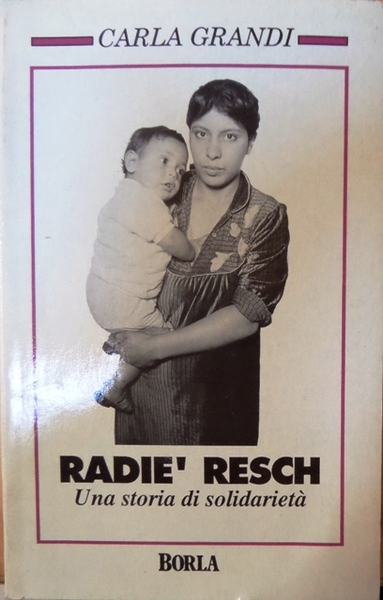 CARLA GRANDI
RADIE' RESCH
Una storia di solidarietà
BORLA